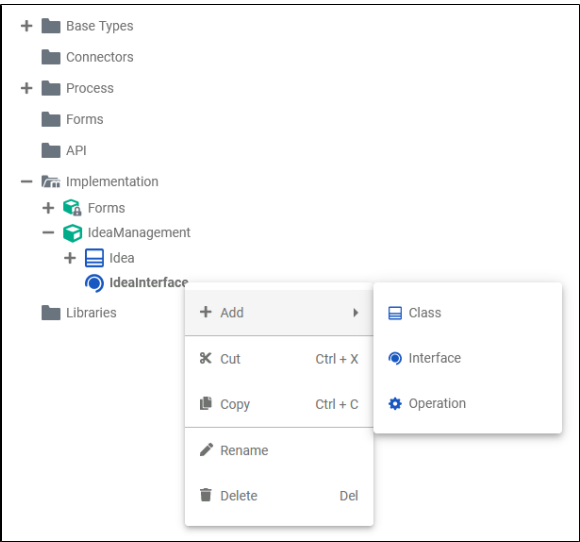 Base Types
Connectors
Process
Forms
API
Implementation
Forms
IdeaManagement
Idea
IdeaInterface
Libraries
Add
Cut Ctrl + X
Copy Ctrl + C
Rename
Delete Del
Class
Interface
Operation